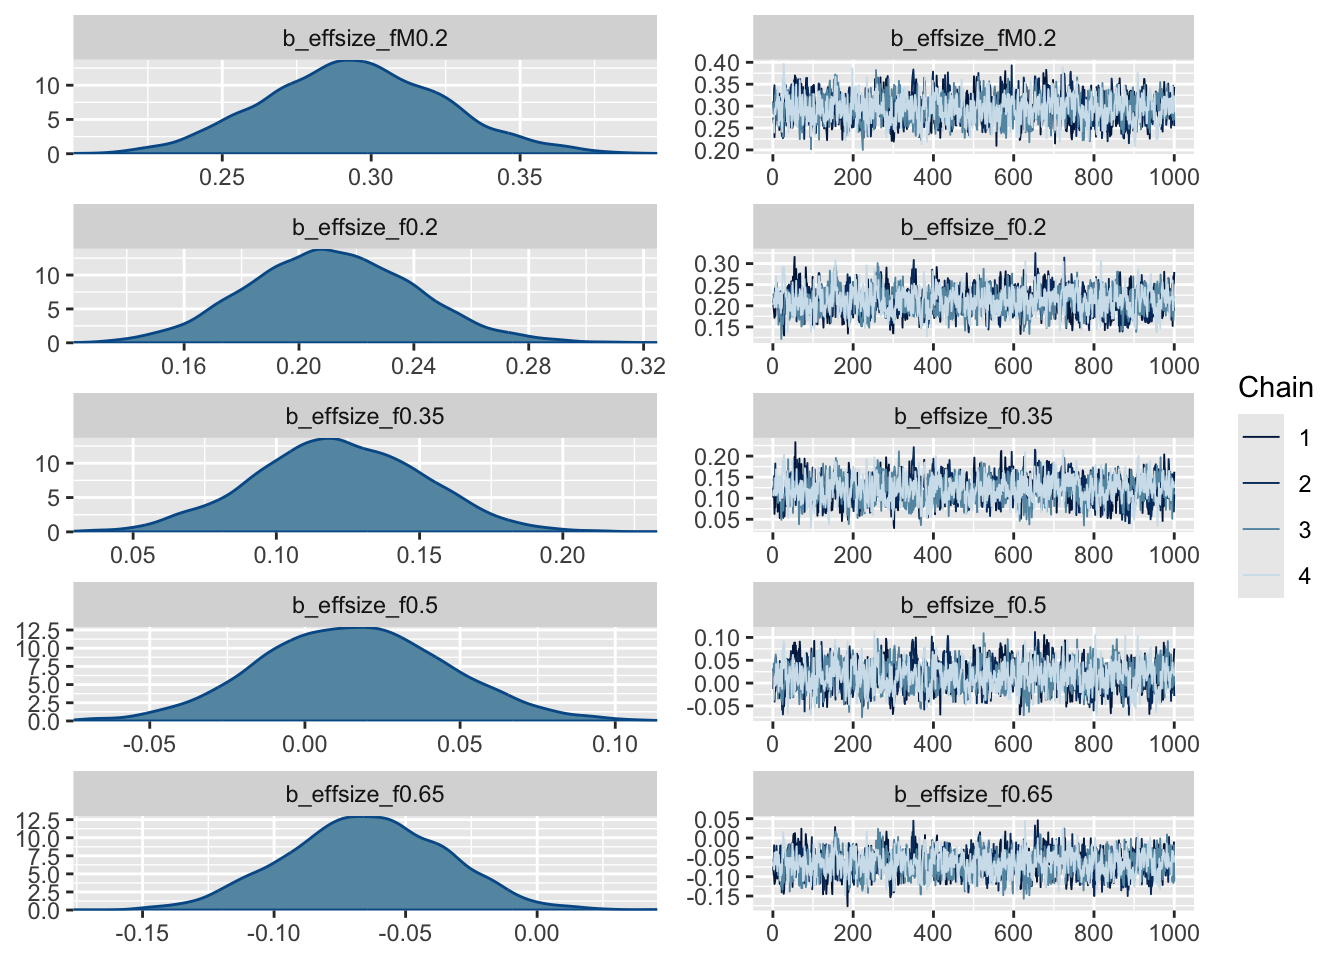 b_effsize_fM0.2
10
5
0
0.25 0.30 0.35
b_effsize_fM0.2
0.40
0.35
0.30
0.25
0.20
0 200 400 600 800 1000
b_effsize_f0.2
10
5
0
0.16 0.20 0.24 0.28 0.32
b_effsize_f0.2
0.30
0.25
0.20
0.15
0 200 400 600 800 1000
b_effsize_f0.35
10
5
0
0.05 0.10 0.15 0.20
b_effsize_f0.35
0.20
0.15
0.10
0.05
0 200 400 600 800 1000
b_effsize_f0.5
12.5
10.0
7.5
5.0
2.5
0.0
-0.05 0.00 0.05 0.10
b_effsize_f0.5
0.10
0.05
0.00
-0.05
0 200 400 600 800 1000
b_effsize_f0.65
12.5
10.0
7.5
5.0
2.5
0.0
-0.15 -0.10 -0.05 0.00
b_effsize_f0.65
0.05
0.00
-0.05
-0.10
-0.15
0 200 400 600 800 1000
Chain
1
2
3
4